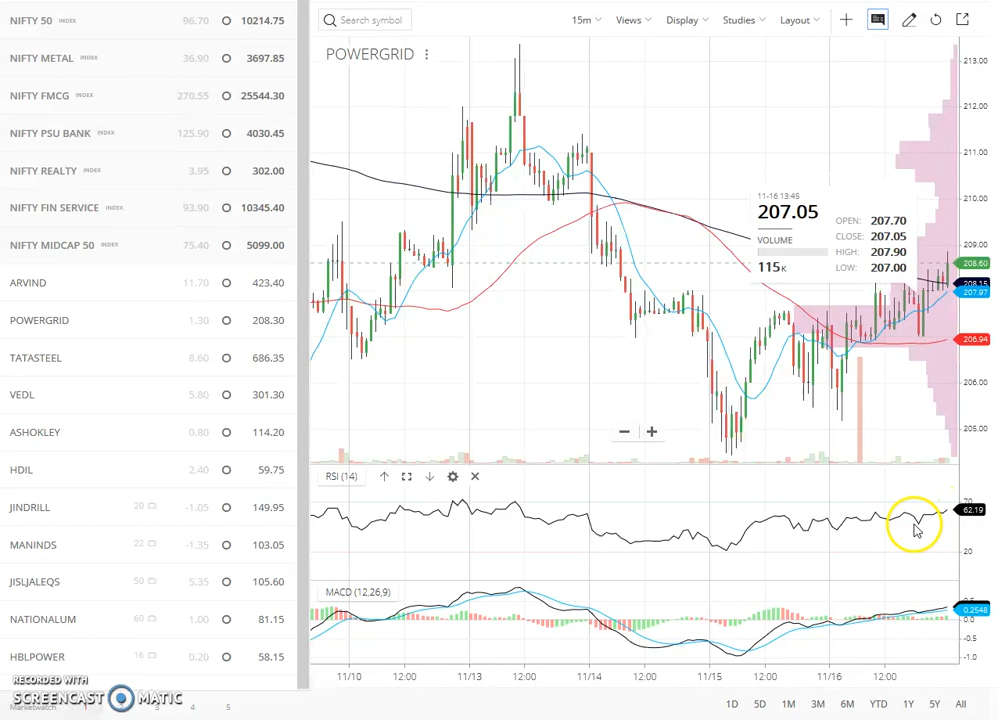 NIFTY 50 INDEX 96.70 10214.75
NIFTY METAL INDEX 36.90 3697.85
NIFTY FMCG INDEX 270.55 25544.30
NIFTY PSU BANK INDEX 125.90 4030.45
NIFTY REALTY INDEX 3.95 302.00
NIFTY FIN SERVICE INDEX 93.90 10345.40
NIFTY MIDCAP 50 INDEX 75.40 5099.00
ARVIND 11.70 423.40
POWERGRID 1.30 208.30
TATASTEEL 8.60 686.35
VEDL 5.80 301.30
ASHOKLEY 0.80 114.20
HDIL 2.40 59.75
JINDRILL 20 -1.05 149.95
MANINDS 22 -1.35 103.05
JISLJALEQS 50 5.35 105.60
NATIONALUM 60 1.00 81.15
HBLPOWER 16 0.20 58.15
RECORDED WITH
SCREENCAST MATIC
Marketwatch 1 3 4 5
Search symbol 15m Views Display Studies Layout
POWERGRID
213.00
211.00
210.00
209.00
208.60
208.15
207.97
206.94
206.00
205.00
11-16 13:45
207.05
VOLUME
115K
OPEN: 207.70
CLOSE: 207.05
HIGH: 207.90
LOW: 207.00
RSI (14)
70
62.19
20
MACD (12,26,9)
0.2548
0.0
-0.5
-1.0
11/10 12:00 11/13 12:00 11/14 12:00 11/15 12:00 11/16 12:00
1D 5D 1M 3M 6M YTD 1Y 5Y All